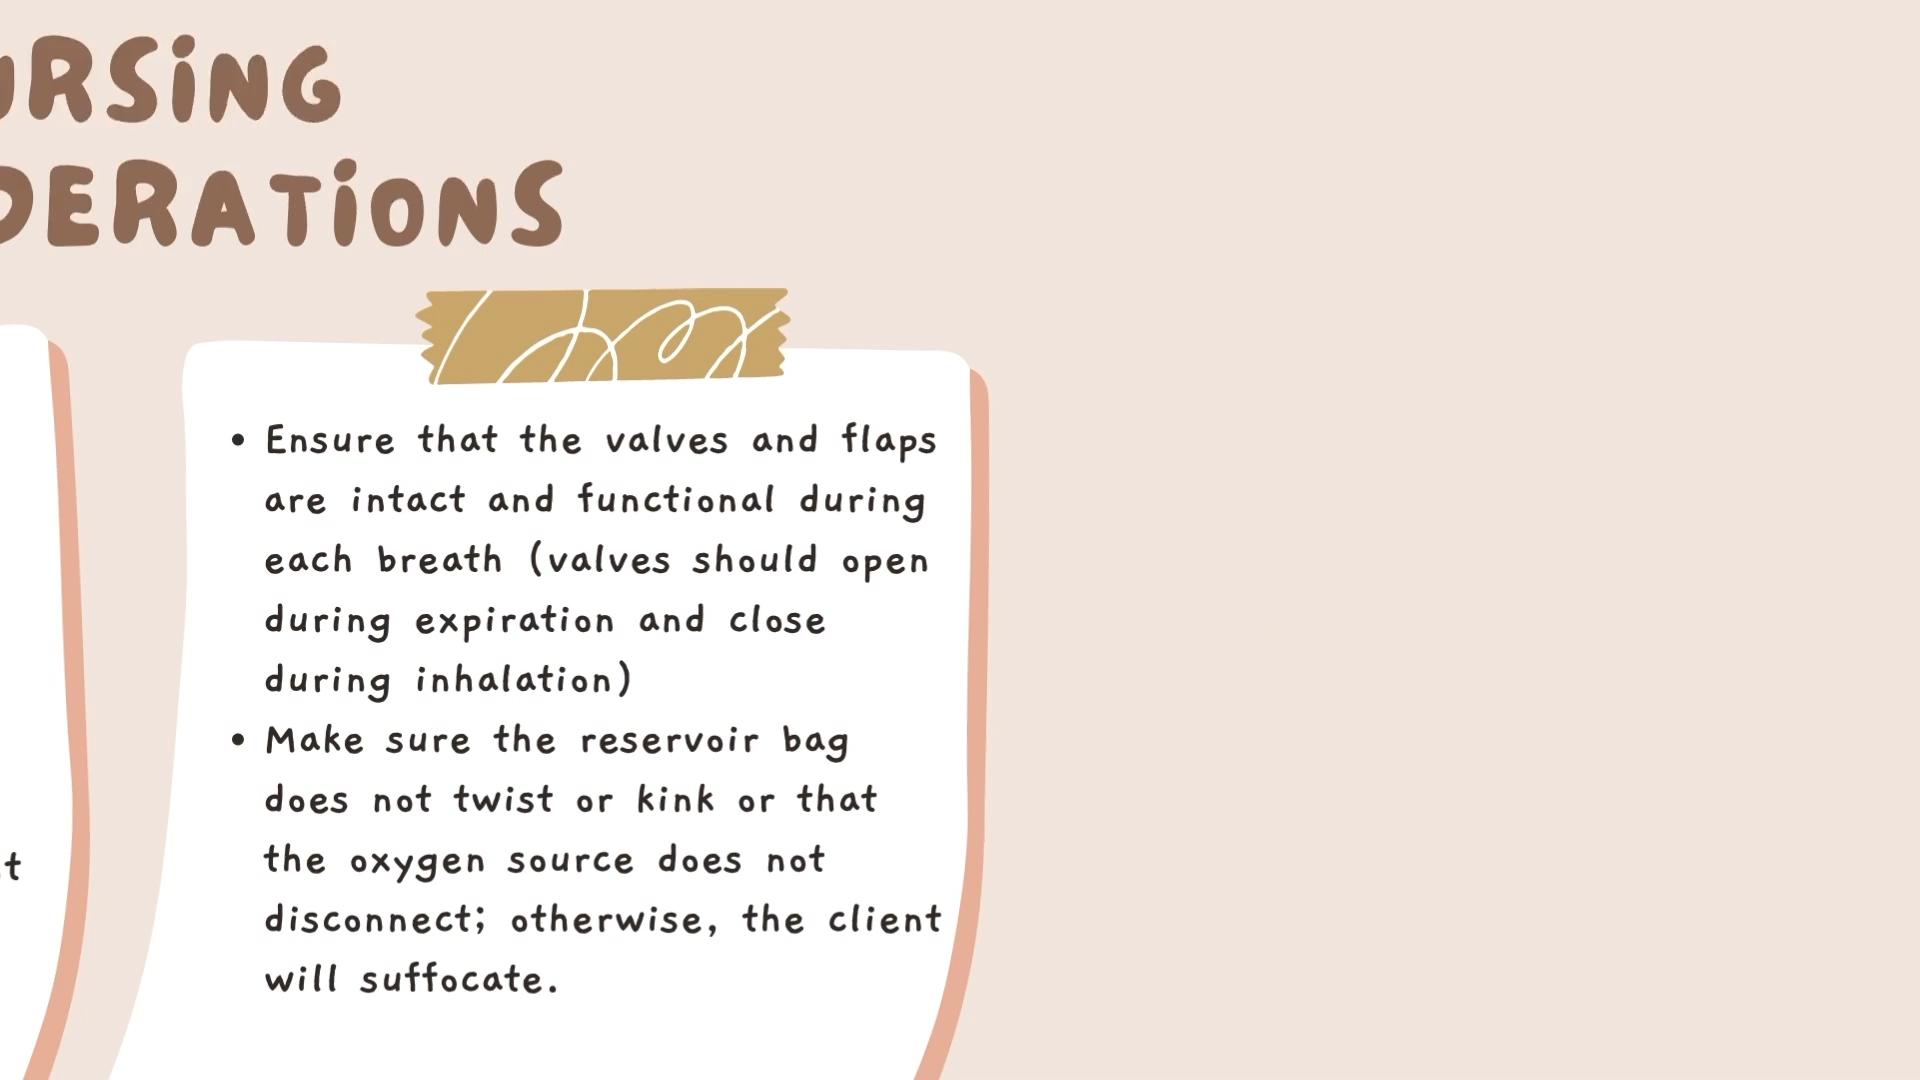 URSING
DERATIONS
Ensure that the valves and flaps
are intact and functional during
each breath (valves should open
during expiration and close
during inhalation)
Make sure the reservoir bag
does not twist or kink or that
the oxygen source does not
disconnect; otherwise, the client
will suffocate.